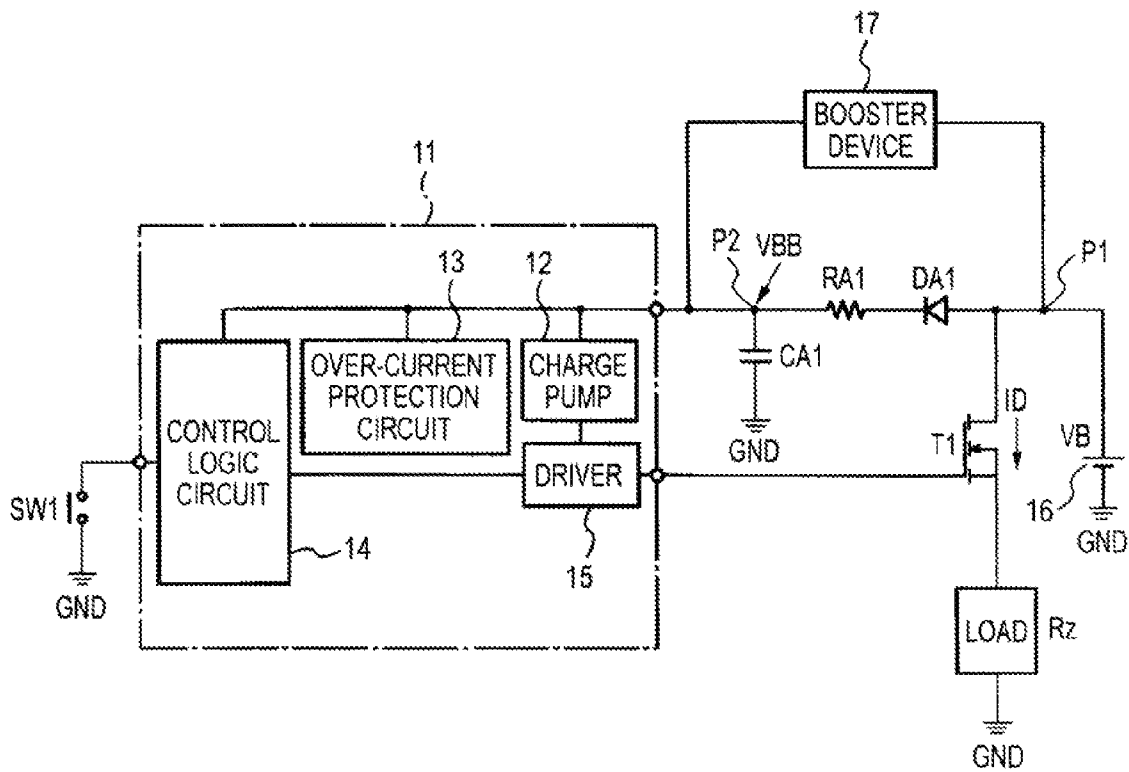 17
BOOSTER
DEVICE
11
P2
VBB
P1
13
12
RA1
DA1
OVER-CURRENT
PROTECTION
CIRCUIT
CHARGE
PUMP
CA1
GND
ID
T1
VB
CONTROL
LOGIC
CIRCUIT
DRIVER
SW1
16
GND
14
15
GND
LOAD
Rz
GND